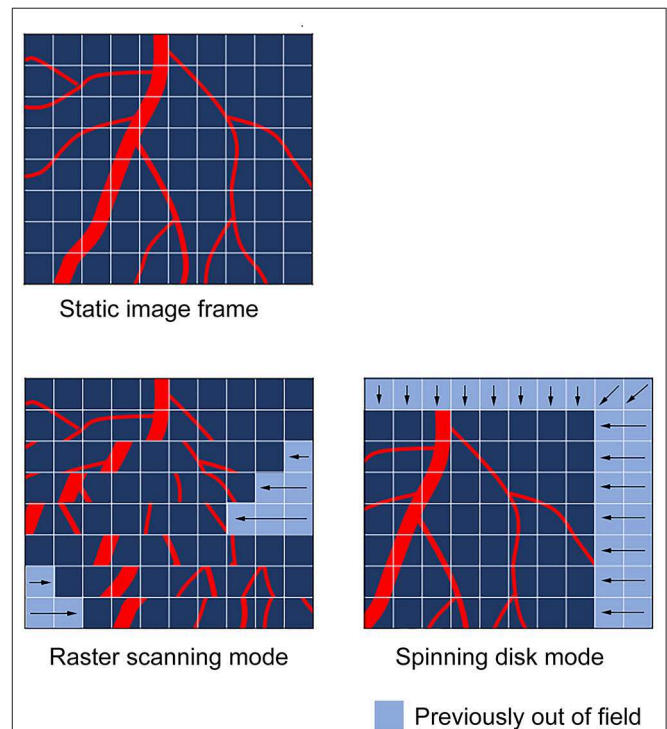 Static image frame
Raster scanning mode
Spinning disk mode
Previously out of field